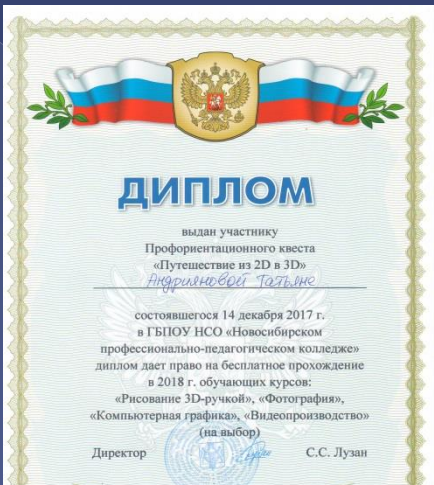 ДИПЛОМ
выдан участнику
Профориентационного квеста
«Путешествие из 2D в 3D»
Андрияновой Татьяне
состоявшегося 14 декабря 2017 г.
в ГБПОУ НСО «Новосибирском
профессионально-педагогическом колледже»
диплом дает право на бесплатное прохождение
в 2018 г. обучающих курсов:
«Рисование 3D-ручкой», «Фотография»,
«Компьютерная графика», «Видеопроизводство»
(на выбор)
Директор С.С. Лузан